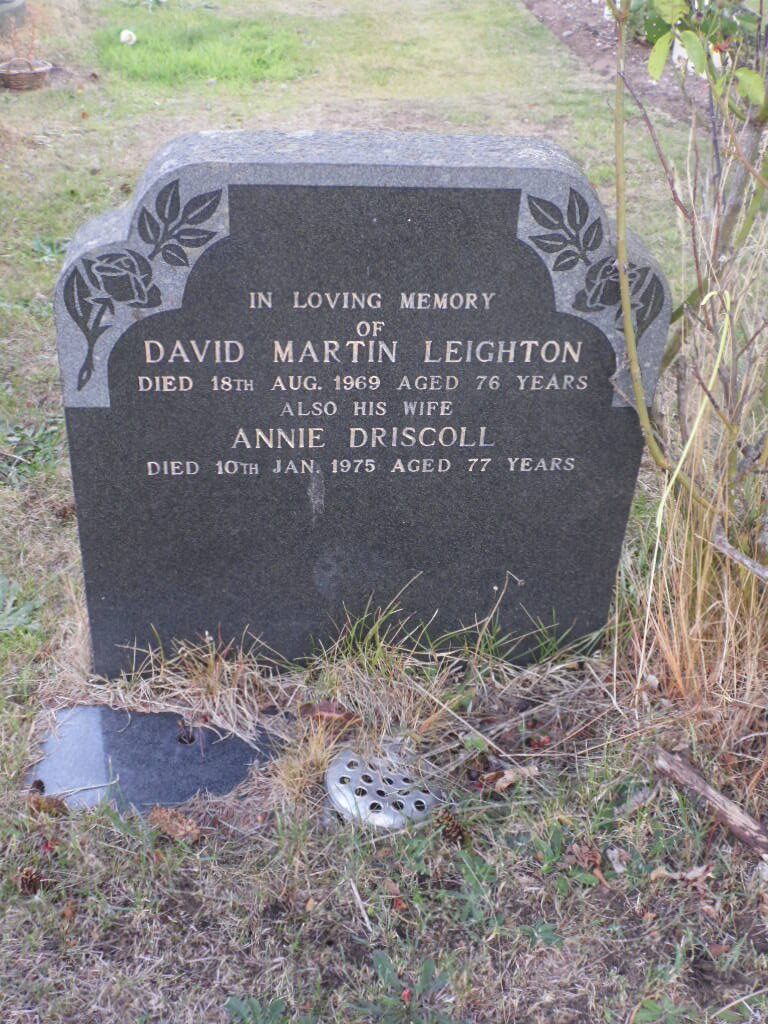 IN LOVING MEMORY
OF
DAVID MARTIN LEIGHTON
DIED 18TH AUG. 1969 AGED 76 YEARS
ALSO HIS WIFE
ANNIE DRISCOLL
DIED 10TH JAN. 1975 AGED 77 YEARS